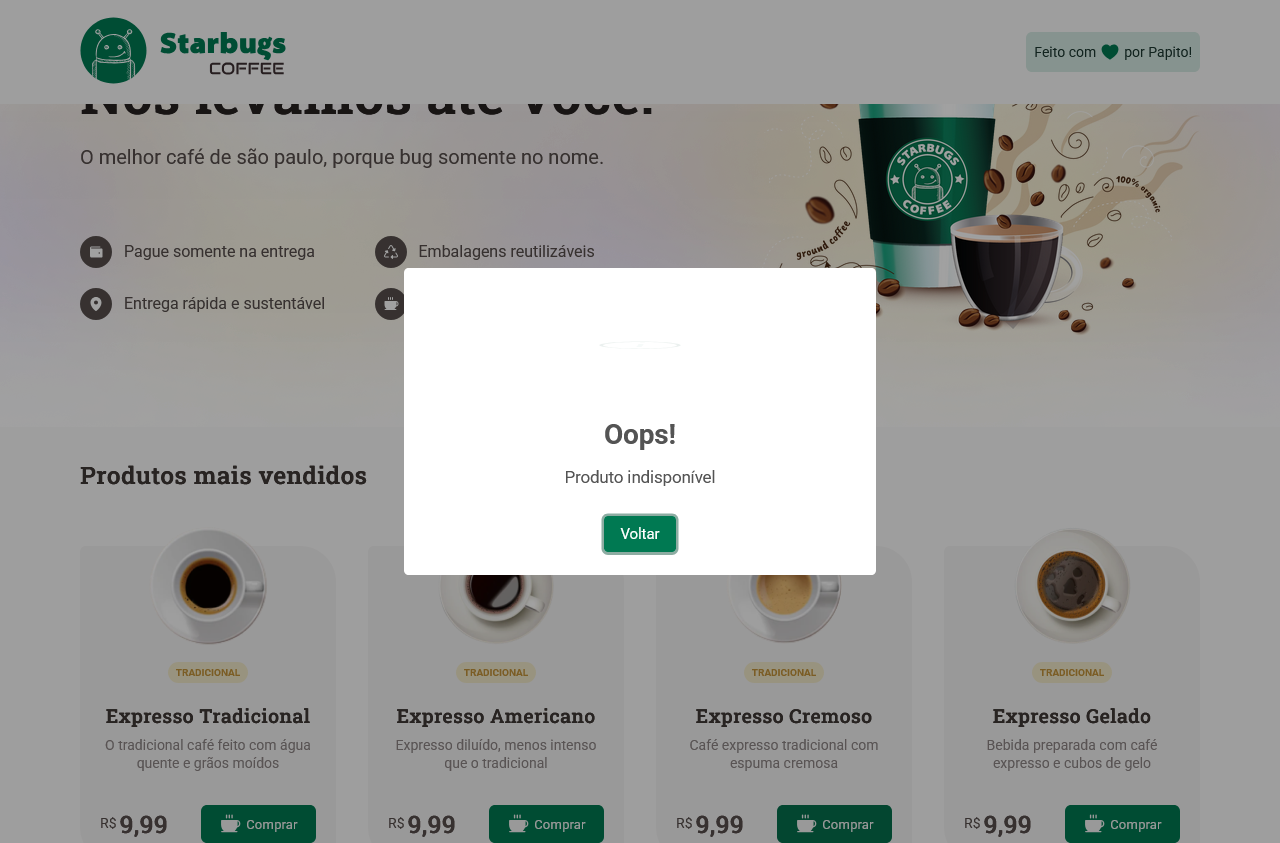 Starbugs
COFFEE
Feito com por Papito!
Nós levamos até você!
O melhor café de são paulo, porque bug somente no nome.
STARBUGS
COFFEE
100% organic
ground coffee
Pague somente na entrega
Embalagens reutilizáveis
Entrega rápida e sustentável
Oops!
Produto indisponível
Voltar
Produtos mais vendidos
TRADICIONAL
TRADICIONAL
TRADICIONAL
TRADICIONAL
Expresso Tradicional
Expresso Americano
Expresso Cremoso
Expresso Gelado
O tradicional café feito com água
quente e grãos moídos
Expresso diluído, menos intenso
que o tradicional
Café expresso tradicional com
espuma cremosa
Bebida preparada com café
expresso e cubos de gelo
R$ 9,99
Comprar
R$ 9,99
Comprar
R$ 9,99
Comprar
R$ 9,99
Comprar